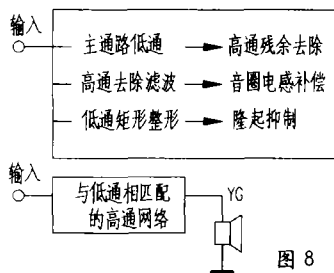 输入
主通路低通
高通残余去除
高通去除滤波
音圈电感补偿
低通矩形整形
隆起抑制
输入
与低通相匹配
的高通网络
YG
图 8